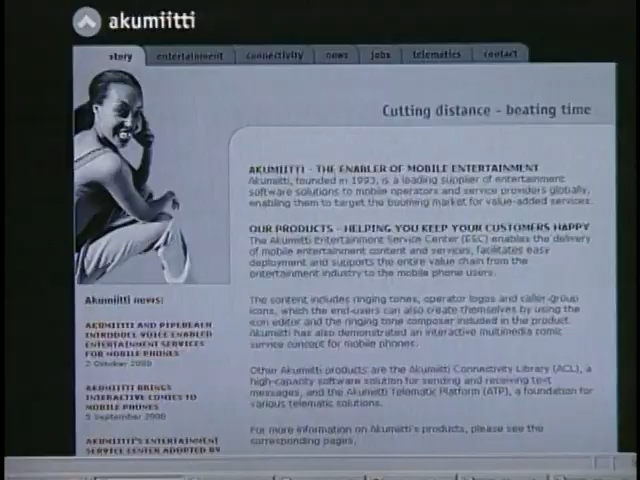 akumiitti
story entertainment connectivity news jobs telematics contact
Cutting distance - beating time
AKUMIITTI - THE ENABLER OF MOBILE ENTERTAINMENT
Akumiitti, founded in 1993, is a leading supplier of entertainment
software solutions to mobile operators and service providers globally,
enabling them to target the booming market for value-added services.
OUR PRODUCTS - HELPING YOU KEEP YOUR CUSTOMERS HAPPY
The Akumiitti Entertainment Service Center (ESC) enables the delivery
of mobile entertainment content and services, facilitates easy
deployment and supports the entire value chain from the
entertainment industry to the mobile phone users.
The content includes ringing tones, operator logos and caller-group
icons, which the end-users can also create themselves by using the
icon editor and the ringing tone composer included in the product.
Akumiitti has also demonstrated an interactive multimedia comic
service concept for mobile phones.
Other Akumiitti products are the Akumiitti Connectivity Library (ACL), a
high-capacity software solution for sending and receiving text
messages, and the Akumiitti Telematic Platform (ATP), a foundation for
various telematic solutions.
For more information on Akumiitti's products, please see the
corresponding pages.
Akumiitti news:
AKUMIITTI AND PIPEBEACH
INTRODUCE VOICE ENABLED
ENTERTAINMENT SERVICES
FOR MOBILE PHONES
2 October 2000
AKUMIITTI BRINGS
INTERACTIVE COMICS TO
MOBILE PHONES
5 September 2000
AKUMIITTI'S ENTERTAINMENT
SERVICE CENTER ADOPTED BY